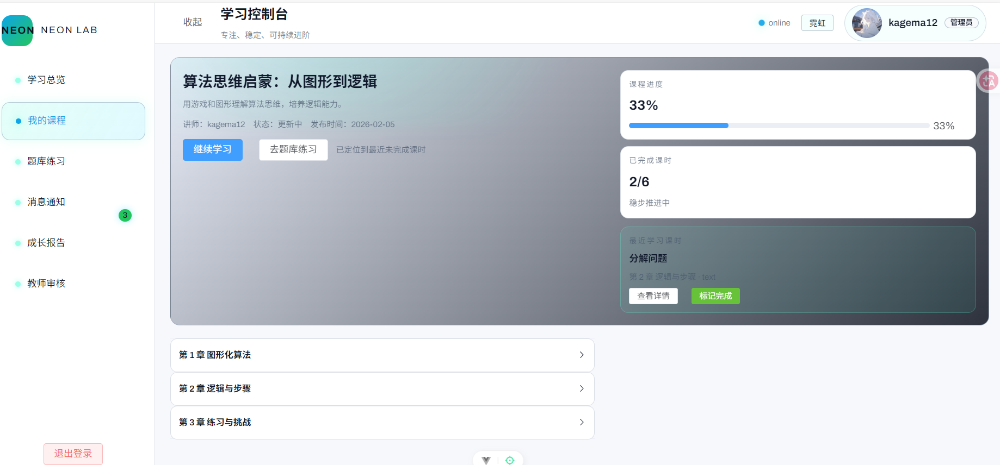 NEON NEON LAB
学习总览
我的课程
题库练习
消息通知
3
成长报告
教师审核
退出登录
收起
学习控制台
专注、稳定、可持续进阶
online
霓虹
kagema12
管理员
算法思维启蒙：从图形到逻辑
用游戏和图形理解算法思维，培养逻辑能力。
讲师：kagema12 状态：更新中 发布时间：2026-02-05
继续学习 去题库练习 已定位到最近未完成课时
课程进度
33%
33%
已完成课时
2/6
稳步推进中
最近学习课时
分解问题
第 2 章 逻辑与步骤 · text
查看详情 标记完成
第 1 章 图形化算法
第 2 章 逻辑与步骤
第 3 章 练习与挑战